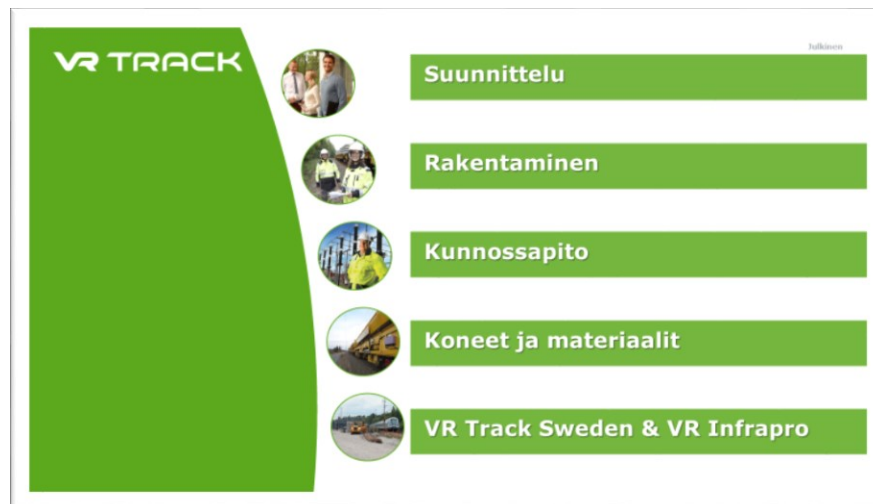 VR TRACK
Julkinen
Suunnittelu
Rakentaminen
Kunnossapito
Koneet ja materiaalit
VR Track Sweden & VR Infrapro